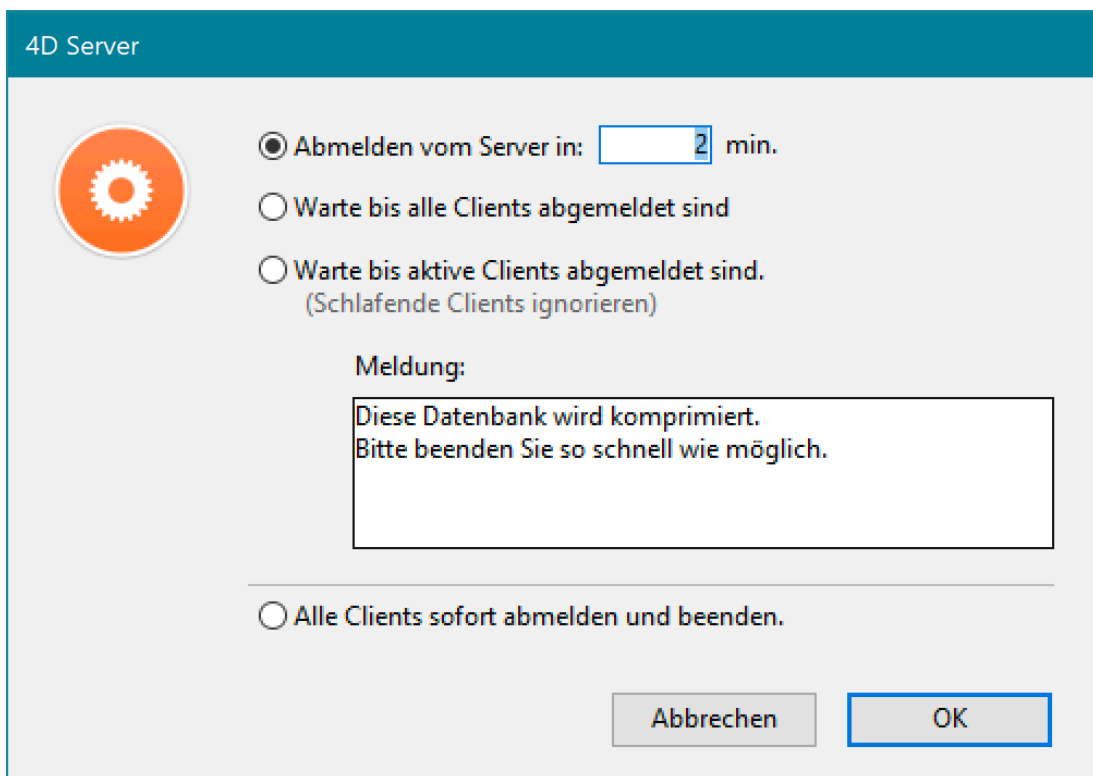 4D Server
Abmelden vom Server in: 2 min.
Warte bis alle Clients abgemeldet sind
Warte bis aktive Clients abgemeldet sind.
(Schlafende Clients ignorieren)
Meldung:
Diese Datenbank wird komprimiert.
Bitte beenden Sie so schnell wie möglich.
Alle Clients sofort abmelden und beenden.
Abbrechen OK